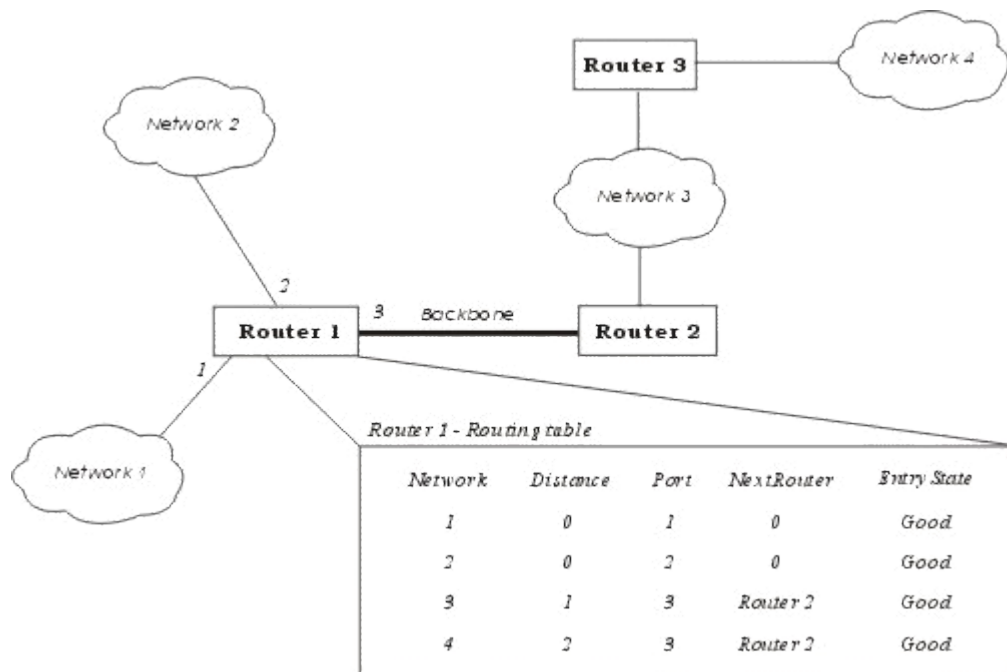 Router 3
Network 4
Network 2
Network 3
2
Router 1
3
Backbone
Router 2
1
Network 1
Router 1 - Routing table
Network Distance Port NextRouter Entry State
1 0 1 0 Good
2 0 2 0 Good
3 1 3 Router 2 Good
4 2 3 Router 2 Good